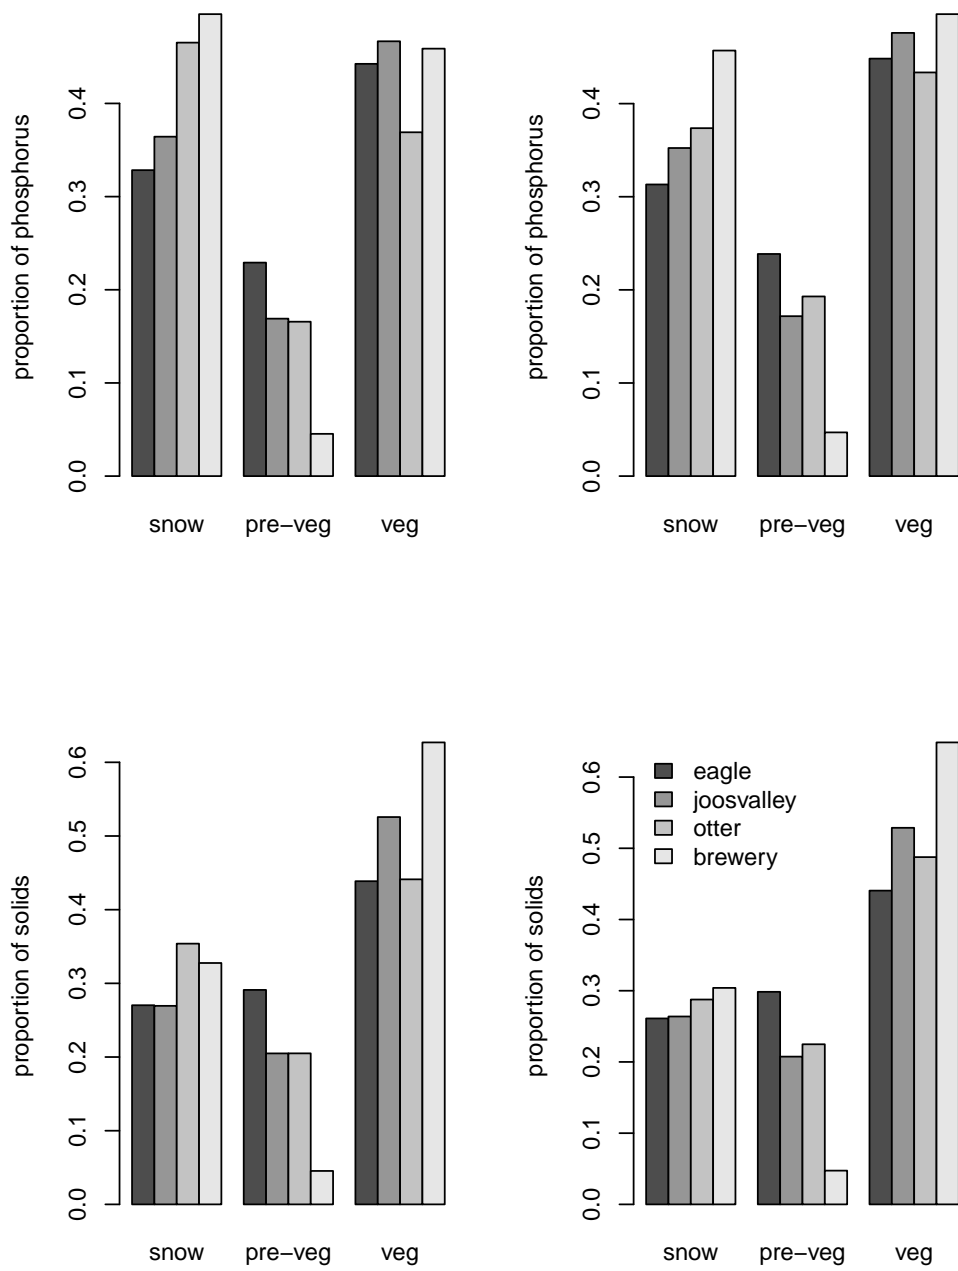 proportion of phosphorus
0.0 0.1 0.2 0.3 0.4
snow pre−veg veg
proportion of phosphorus
0.0 0.1 0.2 0.3 0.4
snow pre−veg veg
proportion of solids
0.0 0.1 0.2 0.3 0.4 0.5 0.6
snow pre−veg veg
proportion of solids
0.0 0.1 0.2 0.3 0.4 0.5 0.6
eagle
joosvalley
otter
brewery
snow pre−veg veg